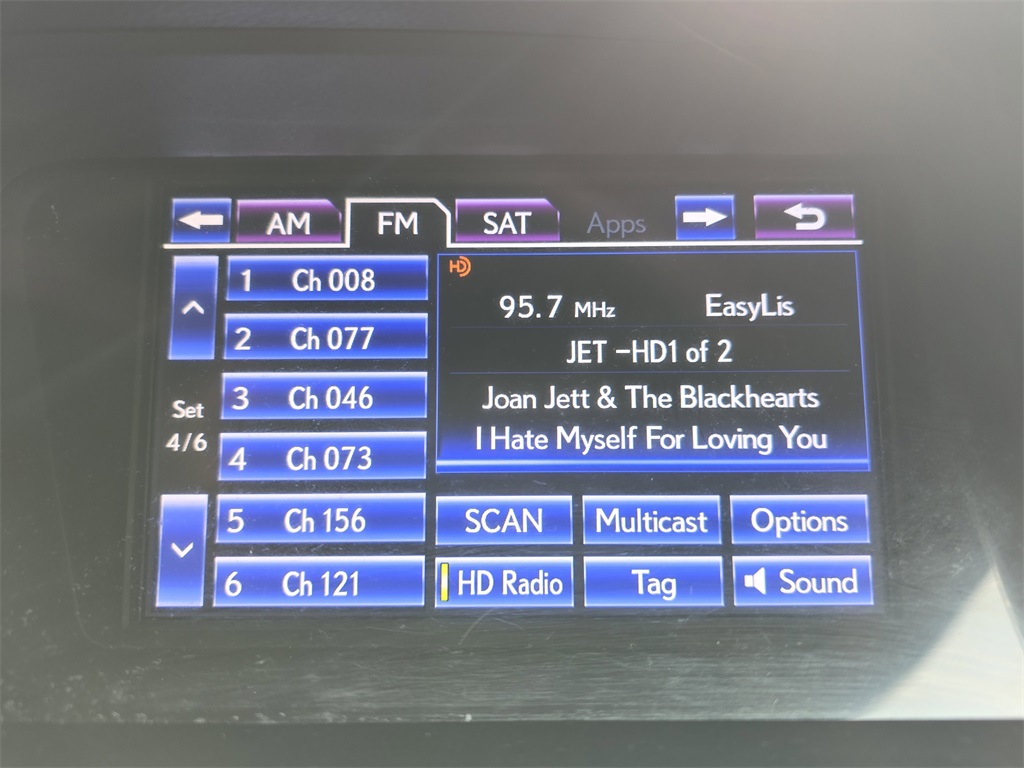 AM FM SAT Apps
1 Ch 008
2 Ch 077
3 Ch 046
Set
4/6
4 Ch 073
5 Ch 156
6 Ch 121
HD
95.7 MHz EasyLis
JET -HD1 of 2
Joan Jett & The Blackhearts
I Hate Myself For Loving You
SCAN Multicast Options
HD Radio Tag Sound